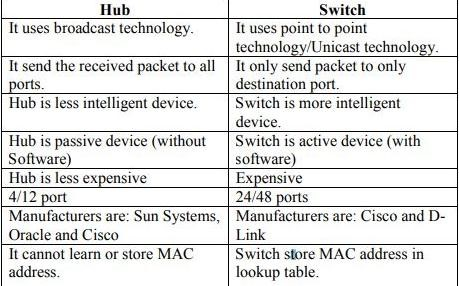 Hub Switch
It uses broadcast technology. It uses point to point
technology/Unicast technology.
It send the received packet to all It only send packet to only
ports. destination port.
Hub is less intelligent device. Switch is more intelligent
device.
Hub is passive device (without Switch is active device (with
Software) software)
Hub is less expensive Expensive
4/12 port 24/48 ports
Manufacturers are: Sun Systems, Manufacturers are: Cisco and D-
Oracle and Cisco Link
It cannot learn or store MAC Switch store MAC address in
address. lookup table.